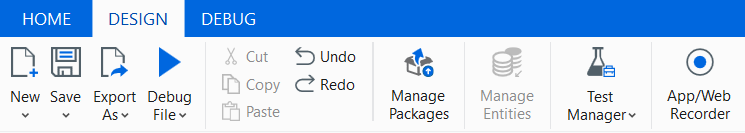 HOME DESIGN DEBUG
Cut Undo
Copy Redo
New Save Export Debug Manage Manage Test App/Web
As File Paste Packages Entities Manager Recorder